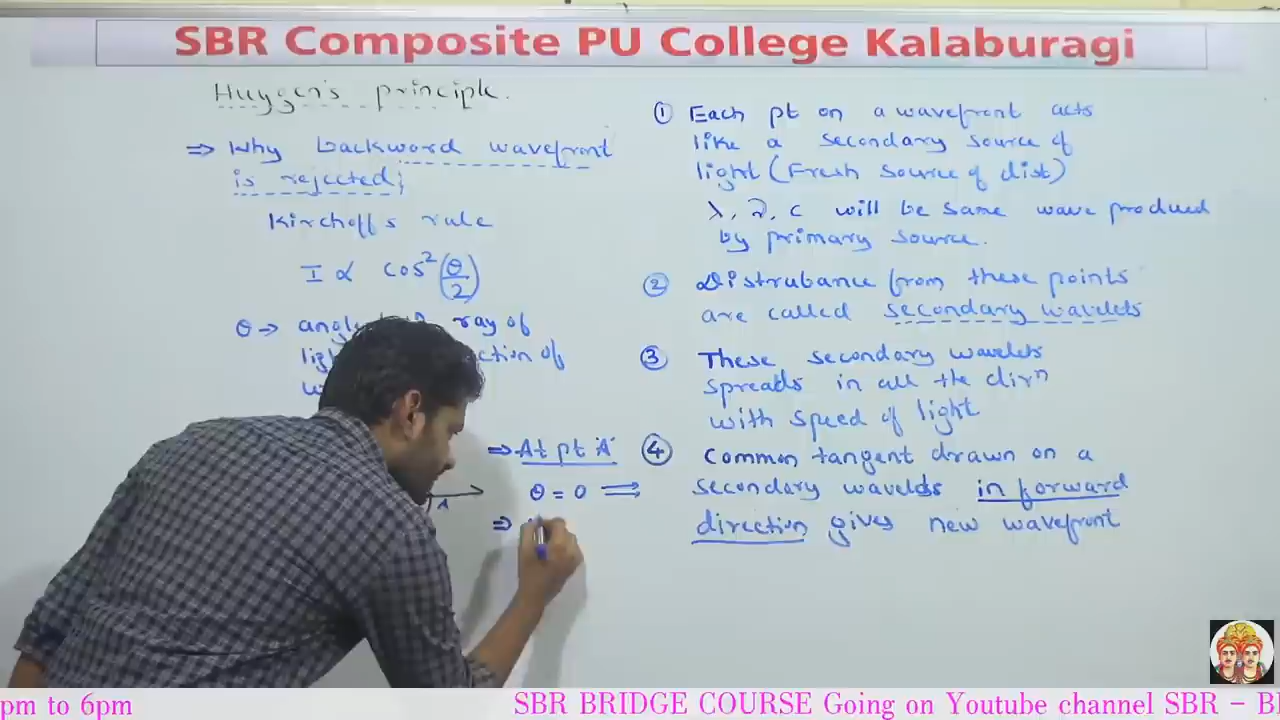 SBR Composite PU College Kalaburagi
Huygen's principle.
⇒ Why backword wavefront
is rejected;
Kirchoff's rule
I ∝ cos²(θ/2)
θ → ray of
of
⇒ At pt 'A'
θ = 0 ⇒
A
⇒
① Each pt on a wavefront acts
like a secondary source of
light (Fresh source of dist)
λ, ν, c will be same wave produced
by primary source.
② Distrubance from these points
are called secondary wavelets
③ These secondary wavelets
spreads in all the dirⁿ
with speed of light
④ Common tangent drawn on a
secondary wavelets in forward
direction gives new wavefront
pm to 6pm SBR BRIDGE COURSE Going on Youtube channel SBR - B